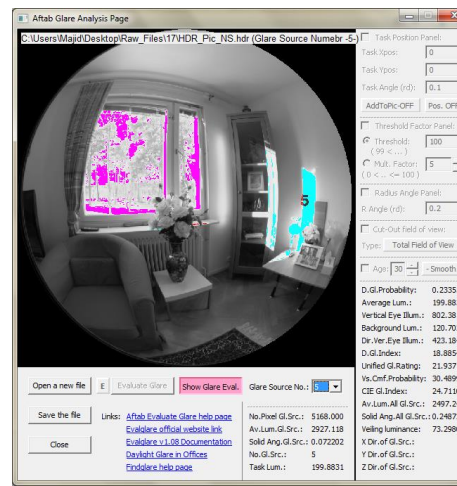 Aftab Glare Analysis Page
C:\Users\Majid\Desktop\Raw_Files\17\HDR_Pic_NS.hdr (Glare Source Numebr -5-)
Task Position Panel:
Task Xpos: 0
Task Ypos: 0
Task Angle (rd): 0.1
AddToPic-OFF Pos. OFF
Threshold Factor Panel:
Threshold: 100
( 99 < ... )
Mult. Factor: 5
( 0 < .. <= 100 )
Radius Angle Panel:
R Angle (rd): 0.2
Cut-Out field of view:
Type: Total Field of View
Age: 30 - Smooth
5
D.Gl.Probability: 0.2335
Average Lum.: 199.88
Vertical Eye Illum.: 802.38
Background Lum.: 120.70
Dir.Ver.Eye Illum.: 423.18
D.Gl.Index: 18.885
Unified Gl.Rating: 21.937
Vs.Cmf.Probability: 30.489
CIE Gl.Index: 24.711
Av.Lum.All Gl.Src.: 2497.2
Solid Ang.All Gl.Src.: 0.2487
Veiling luminance: 73.298
X Dir.of Gl.Src.:
Y Dir.of Gl.Src.:
Z Dir.of Gl.Src.:
Open a new file E Evaluate Glare Show Glare Eval. Glare Source No.: 5
Save the file
Close
Links: Aftab Evaluate Glare help page
Evalglare official website link
Evalglare v1.08 Documentation
Daylight Glare in Offices
Findglare help page
No.Pixel Gl.Src.: 5168.000
Av.Lum.Gl.Src.: 2927.118
Solid Ang.Gl.Src.: 0.072202
No.Gl.Src.: 5
Task Lum.: 199.8831